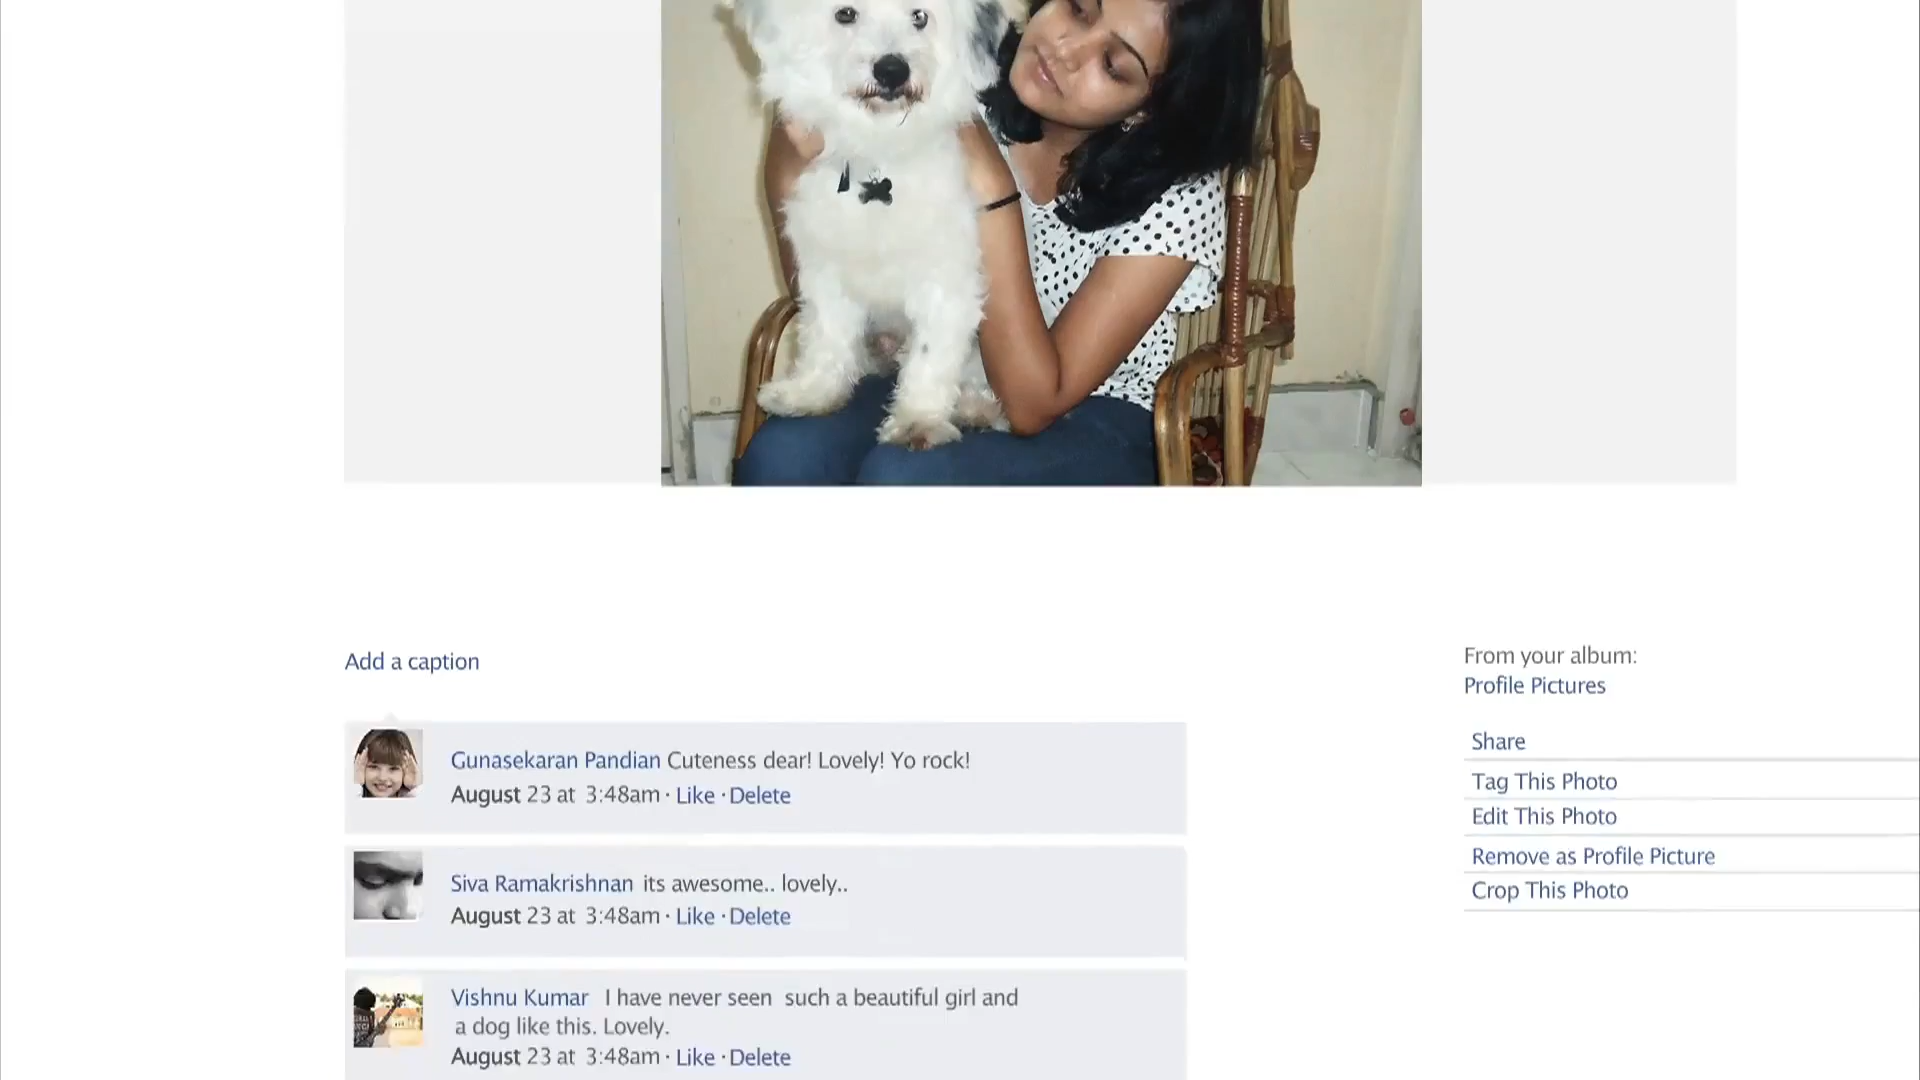 Add a caption
From your album:
Profile Pictures
Share
Tag This Photo
Edit This Photo
Remove as Profile Picture
Crop This Photo
Gunasekaran Pandian Cuteness dear! Lovely! Yo rock!
August 23 at 3:48am · Like · Delete
Siva Ramakrishnan its awesome.. lovely..
August 23 at 3:48am · Like · Delete
Vishnu Kumar I have never seen such a beautiful girl and
a dog like this. Lovely.
August 23 at 3:48am · Like · Delete